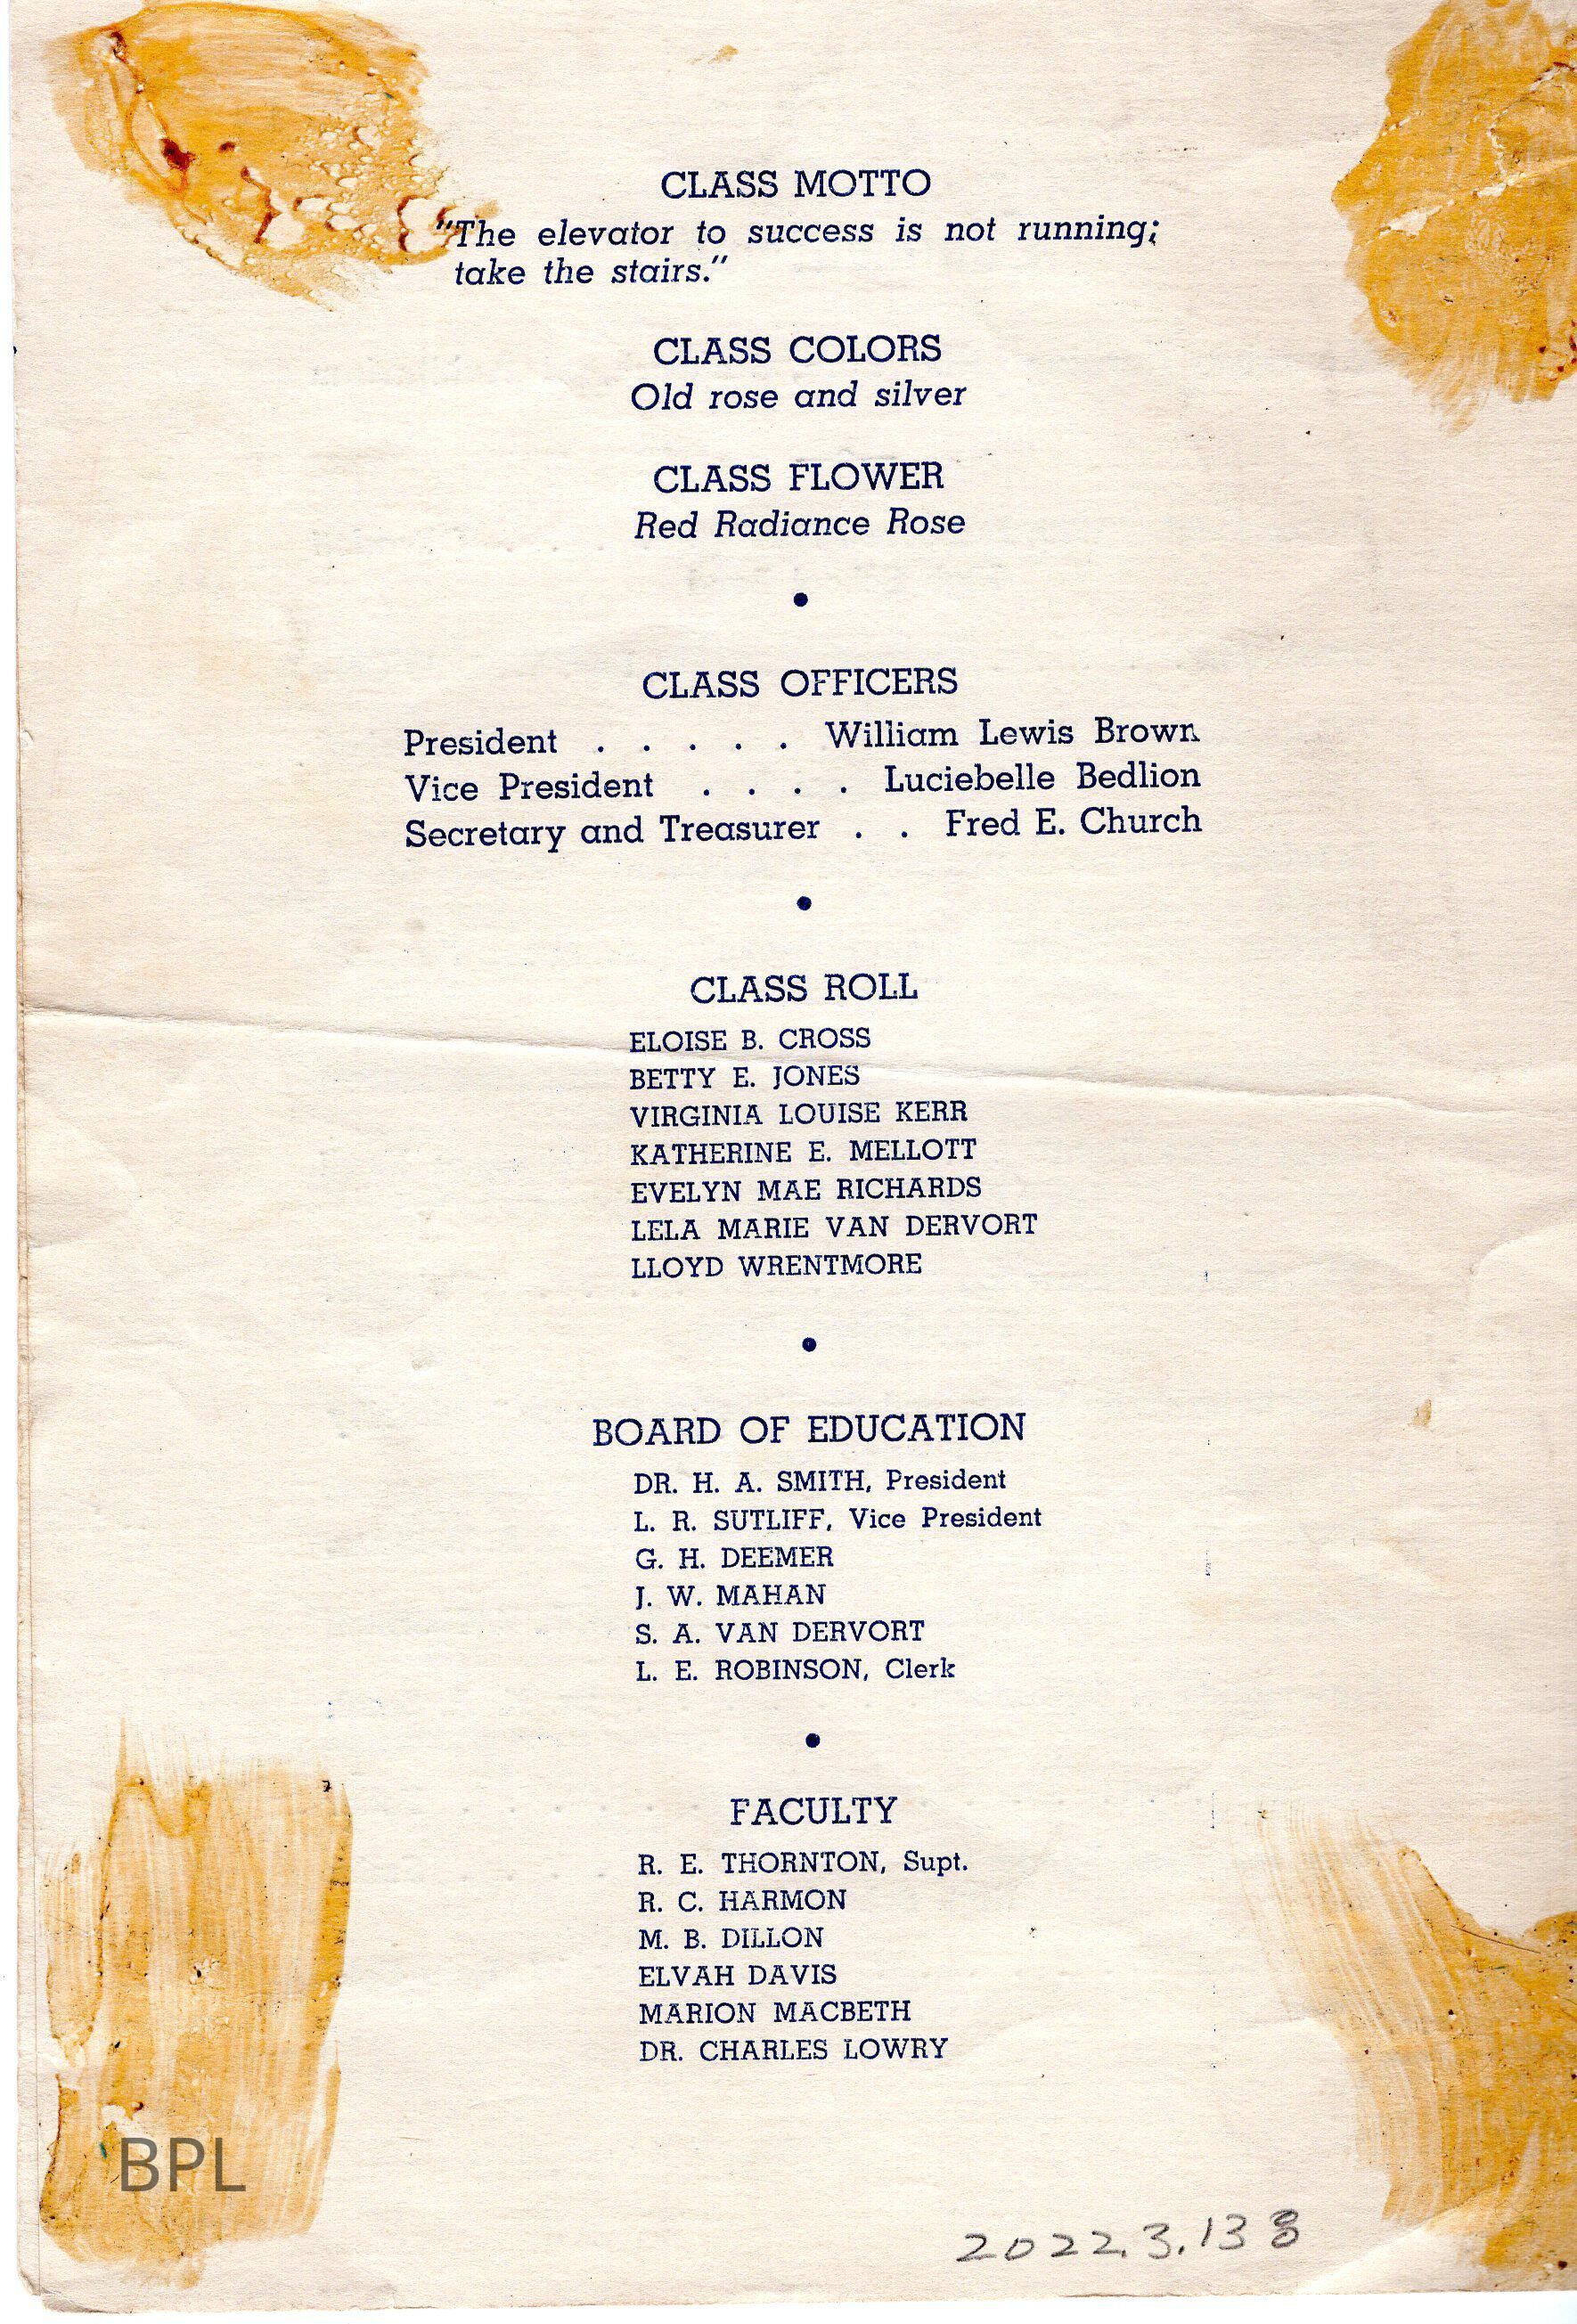 CLASS MOTTO
"The elevator to success is not running;
take the stairs."
CLASS COLORS
Old rose and silver
CLASS FLOWER
Red Radiance Rose
CLASS OFFICERS
President . . . . . William Lewis Brown
Vice President . . . . Luciebelle Bedlion
Secretary and Treasurer . . Fred E. Church
CLASS ROLL
ELOISE B. CROSS
BETTY E. JONES
VIRGINIA LOUISE KERR
KATHERINE E. MELLOTT
EVELYN MAE RICHARDS
LELA MARIE VAN DERVORT
LLOYD WRENTMORE
BOARD OF EDUCATION
DR. H. A. SMITH, President
L. R. SUTLIFF, Vice President
G. H. DEEMER
J. W. MAHAN
S. A. VAN DERVORT
L. E. ROBINSON, Clerk
FACULTY
R. E. THORNTON, Supt.
R. C. HARMON
M. B. DILLON
ELVAH DAVIS
MARION MACBETH
DR. CHARLES LOWRY
BPL
2022.3.138